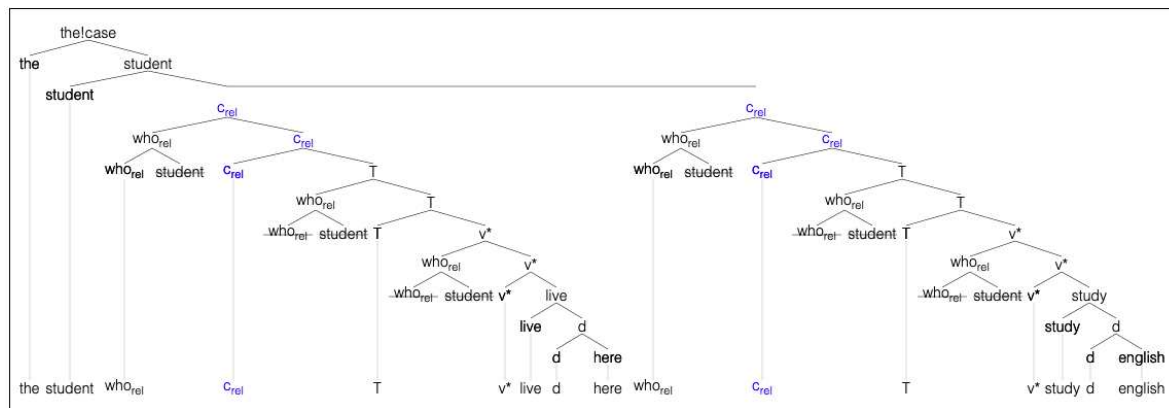 the!case
the student
student
c_rel c_rel
who_rel c_rel who_rel c_rel
who_rel student c_rel T who_rel student c_rel T
who_rel T who_rel T
who_rel student T v* who_rel student T v*
who_rel v* who_rel v*
who_rel student v* live who_rel student v* study
live d study d
d here d english
the student who_rel c_rel T v* live d here who_rel c_rel T v* study d english